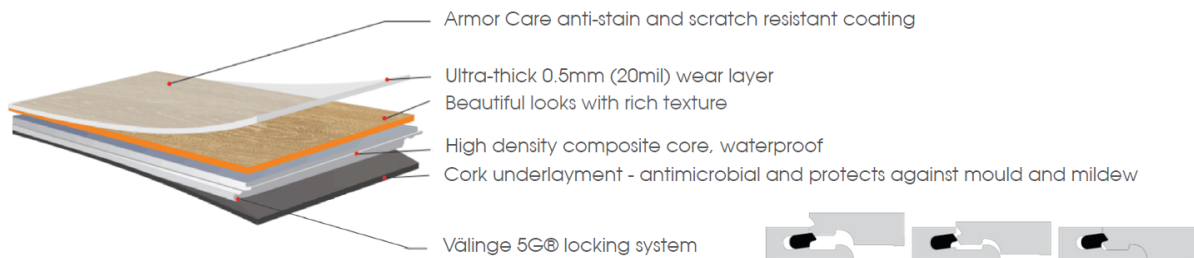 Armor Care anti-stain and scratch resistant coating
Ultra-thick 0.5mm (20mil) wear layer
Beautiful looks with rich texture
High density composite core, waterproof
Cork underlayment - antimicrobial and protects against mould and mildew
Välinge 5G® locking system